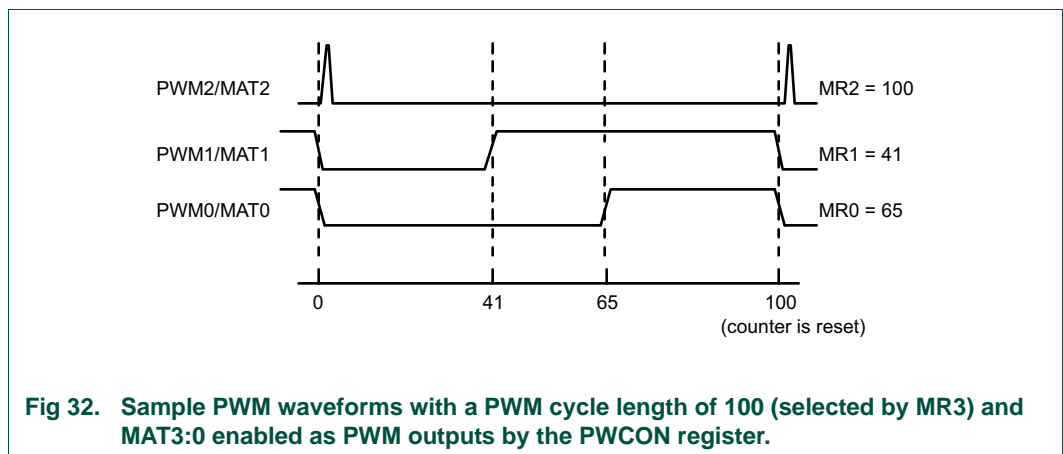 PWM2/MAT2
MR2 = 100
PWM1/MAT1
MR1 = 41
PWM0/MAT0
MR0 = 65
0
41
65
100
(counter is reset)
Fig 32. Sample PWM waveforms with a PWM cycle length of 100 (selected by MR3) and
MAT3:0 enabled as PWM outputs by the PWCON register.